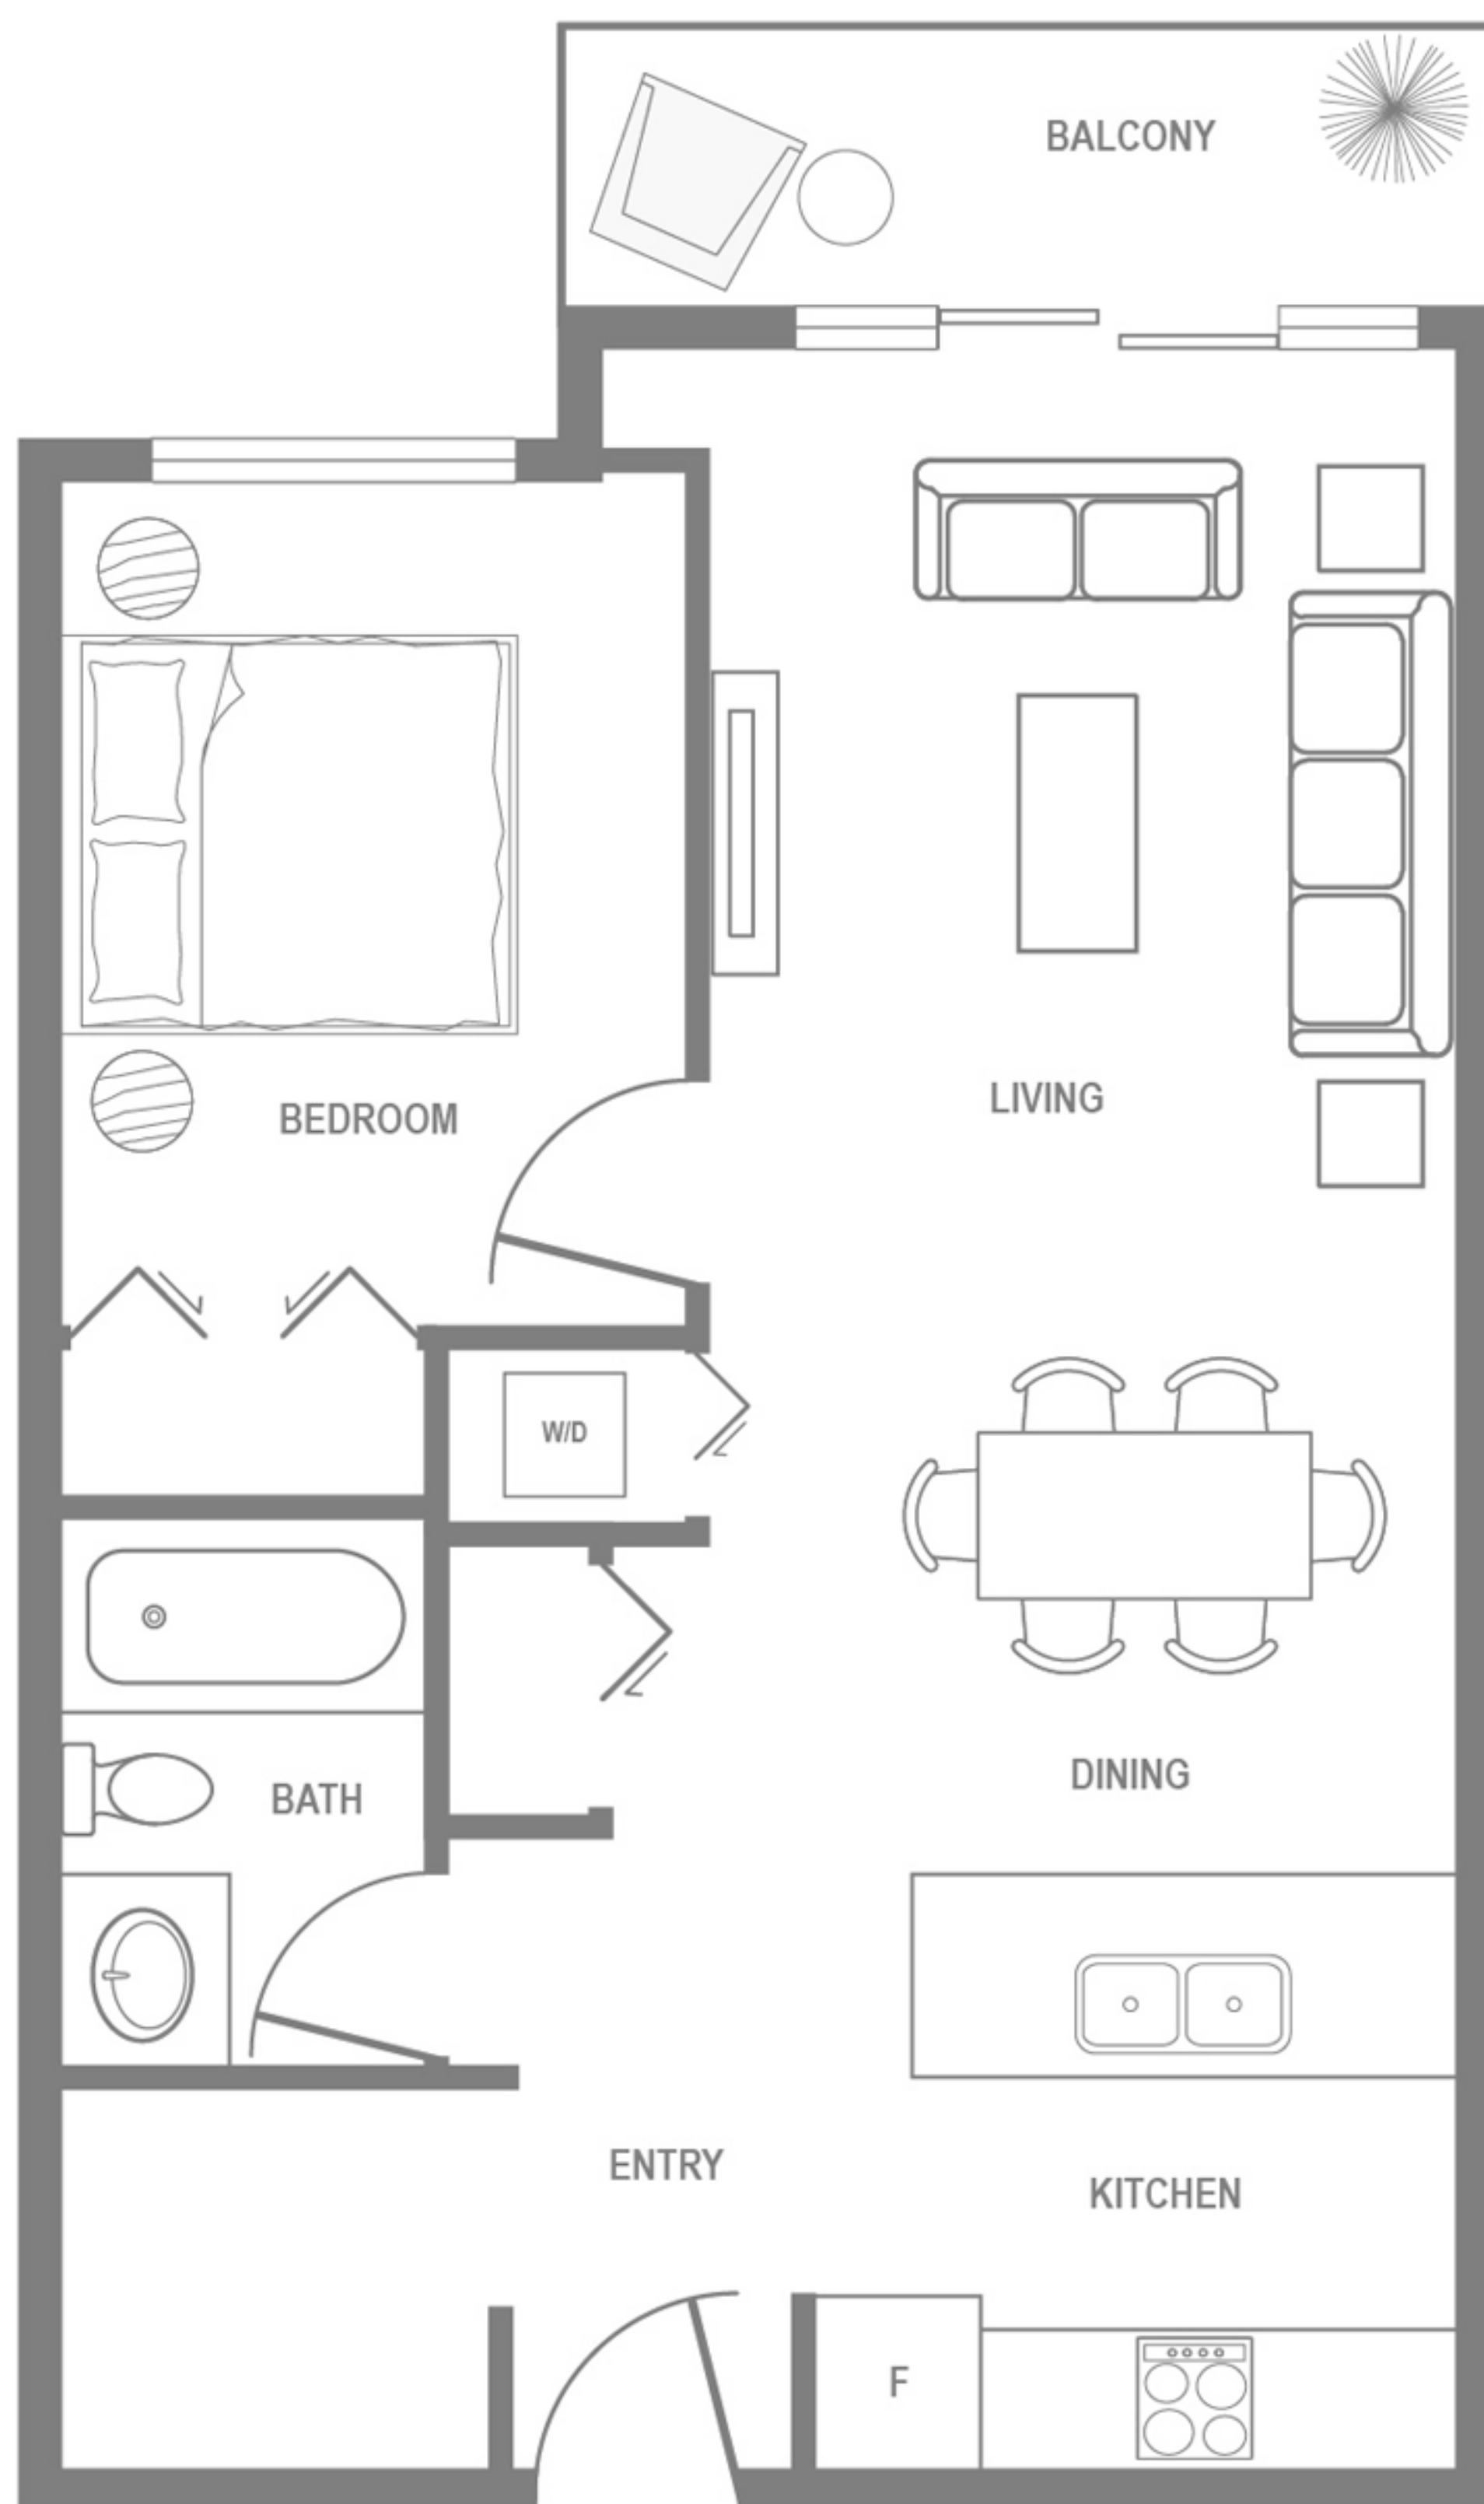 BALCONY
LIVING
BEDROOM
W/D
DINING
BATH
ENTRY
KITCHEN
F